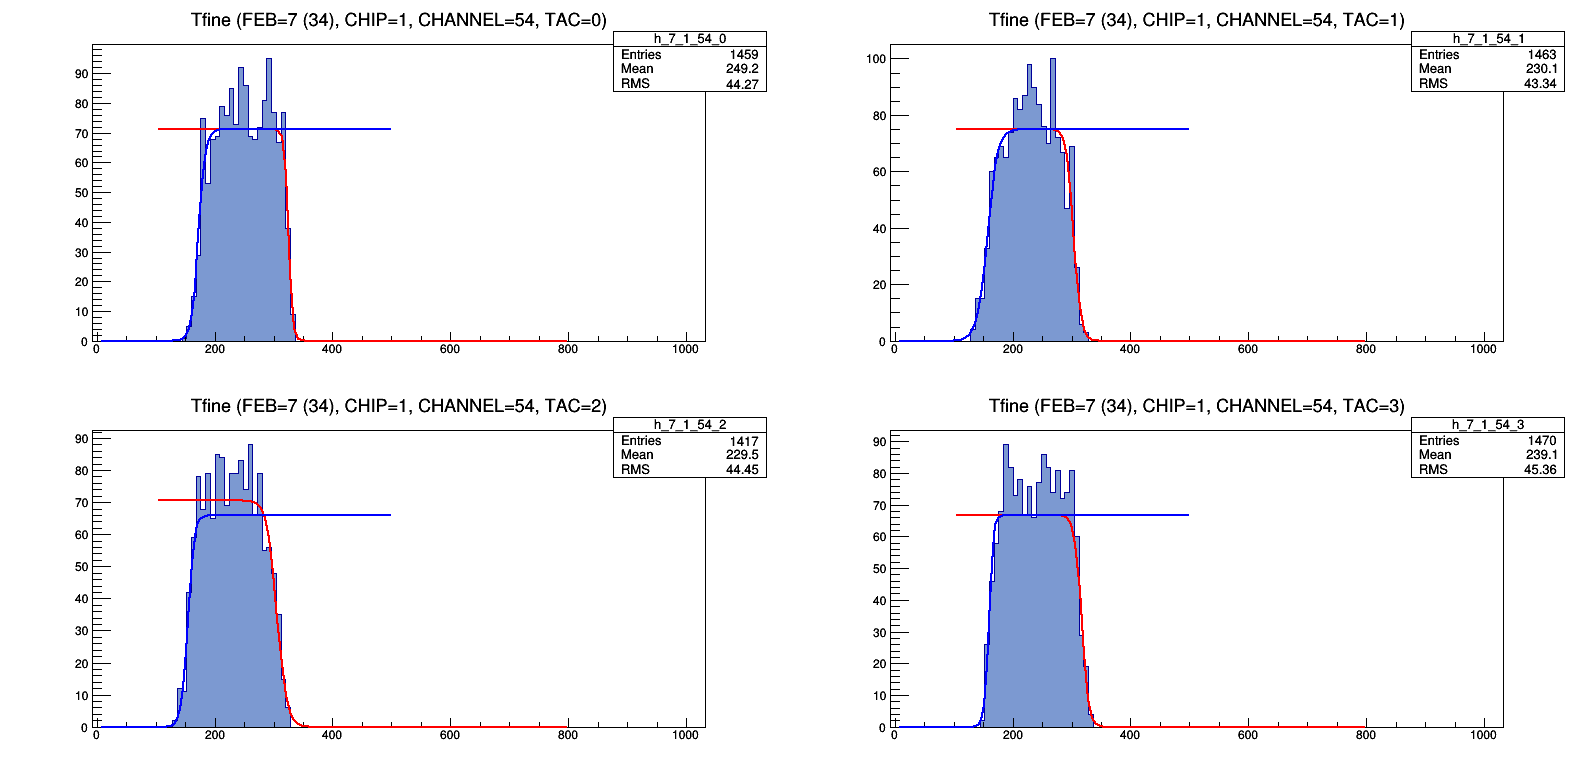 Tfine (FEB=7 (34), CHIP=1, CHANNEL=54, TAC=0)
h_7_1_54_0
Entries 1459
Mean 249.2
RMS 44.27
90
80
70
60
50
40
30
20
10
0
0 200 400 600 800 1000
Tfine (FEB=7 (34), CHIP=1, CHANNEL=54, TAC=1)
h_7_1_54_1
Entries 1463
Mean 230.1
RMS 43.34
100
80
60
40
20
0
0 200 400 600 800 1000
Tfine (FEB=7 (34), CHIP=1, CHANNEL=54, TAC=2)
h_7_1_54_2
Entries 1417
Mean 229.5
RMS 44.45
90
80
70
60
50
40
30
20
10
0
0 200 400 600 800 1000
Tfine (FEB=7 (34), CHIP=1, CHANNEL=54, TAC=3)
h_7_1_54_3
Entries 1470
Mean 239.1
RMS 45.36
90
80
70
60
50
40
30
20
10
0
0 200 400 600 800 1000